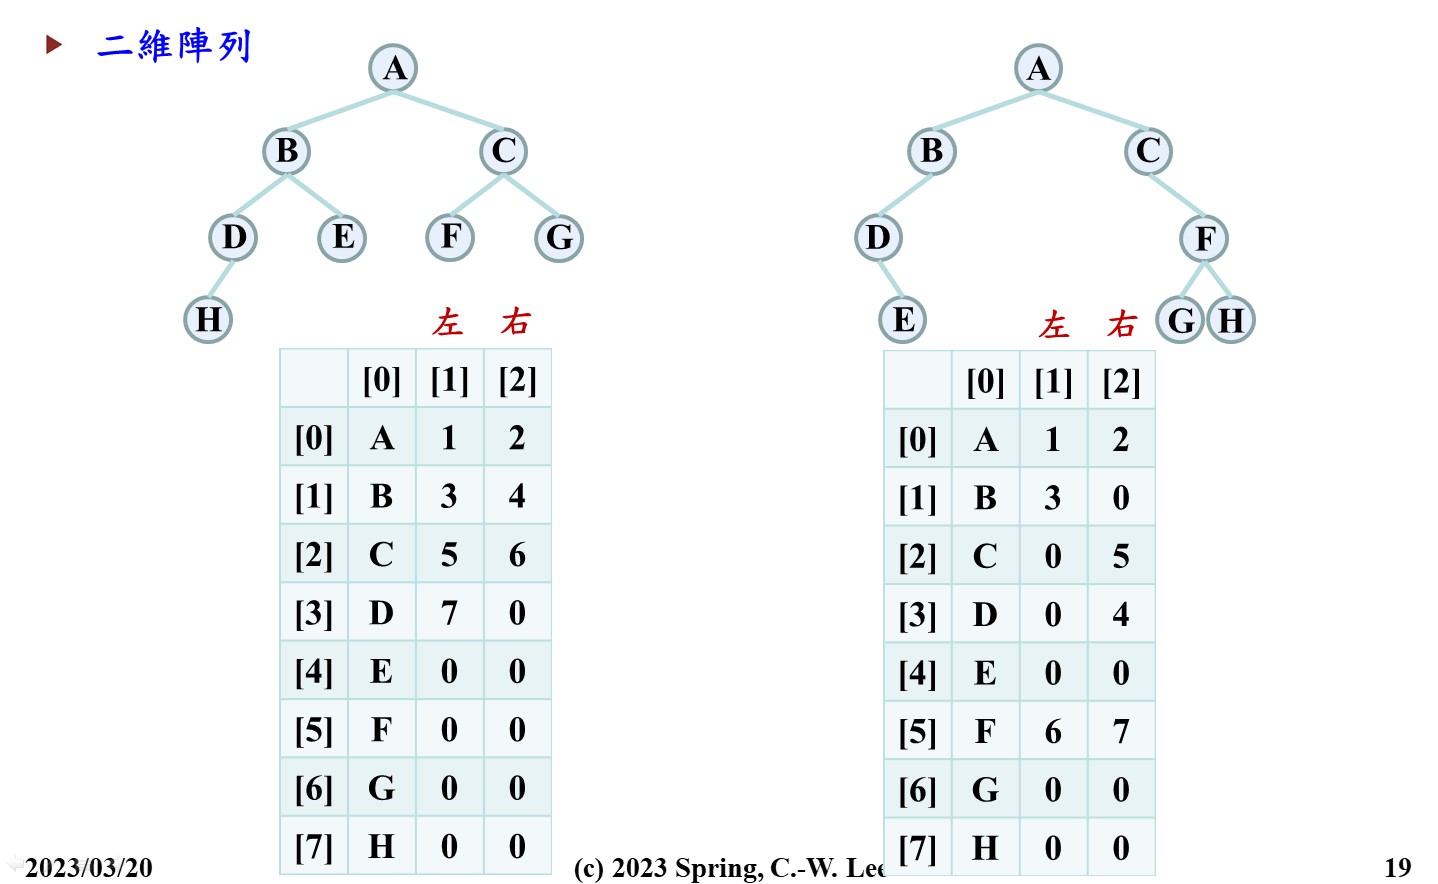 二維陣列
A
B C
D E F G
H
左 右
[0] [1] [2]
[0] A 1 2
[1] B 3 4
[2] C 5 6
[3] D 7 0
[4] E 0 0
[5] F 0 0
[6] G 0 0
[7] H 0 0
A
B C
D F
E G H
左 右
[0] [1] [2]
[0] A 1 2
[1] B 3 0
[2] C 0 5
[3] D 0 4
[4] E 0 0
[5] F 6 7
[6] G 0 0
[7] H 0 0
2023/03/20
(c) 2023 Spring, C.-W. Lee
19